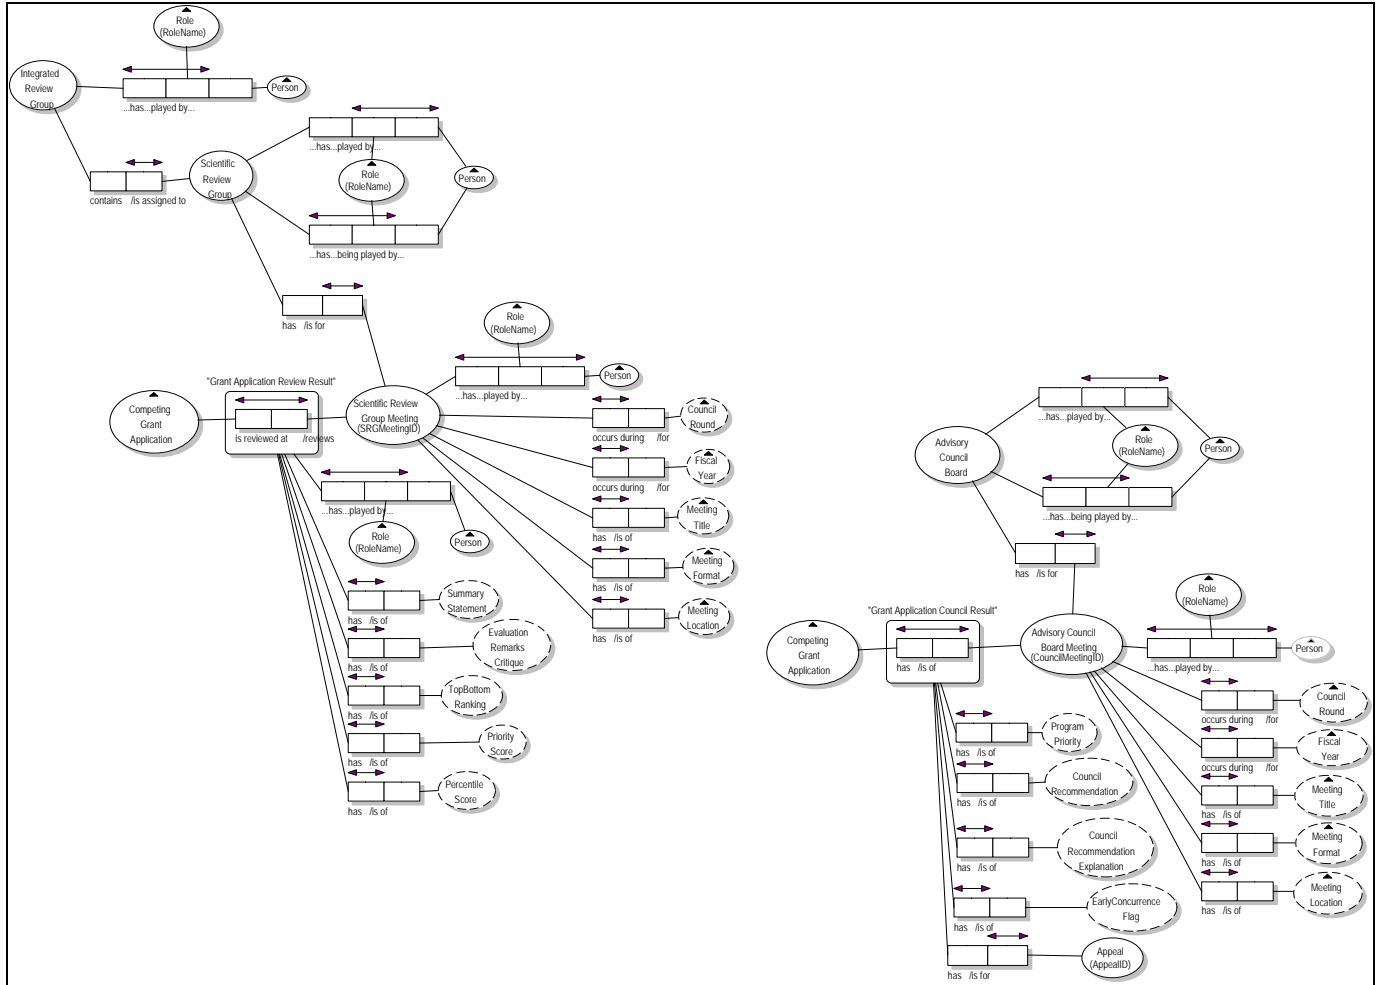 Role
(RoleName)
Integrated
Review
Group
Person
...has...played by...
Scientific
Review
Group
...has...played by...
Role
(RoleName)
Person
contains /is assigned to
...has...being played by...
has /is for
Role
(RoleName)
Person
"Grant Application Review Result"
Competing
Grant
Application
is reviewed at /reviews
Scientific Review
Group Meeting
(SRGMeetingID)
...has...played by...
Council
Round
occurs during /for
Fiscal
Year
occurs during /for
Meeting
Title
has /is of
Meeting
Format
has /is of
Meeting
Location
has /is of
...has...played by...
Role
(RoleName)
Person
Summary
Statement
has /is of
Evaluation
Remarks
Critique
has /is of
TopBottom
Ranking
has /is of
Priority
Score
has /is of
Percentile
Score
has /is of
...has...played by...
Advisory
Council
Board
Role
(RoleName)
Person
...has...being played by...
has /is for
Role
(RoleName)
"Grant Application Council Result"
Competing
Grant
Application
has /is of
Advisory Council
Board Meeting
(CouncilMeetingID)
Person
...has...played by...
Council
Round
occurs during /for
Fiscal
Year
occurs during /for
Meeting
Title
has /is of
Meeting
Format
has /is of
Meeting
Location
has /is of
Program
Priority
has /is of
Council
Recommendation
has /is of
Council
Recommendation
Explanation
has /is of
EarlyConcurrence
Flag
has /is of
Appeal
(AppealID)
has /is for